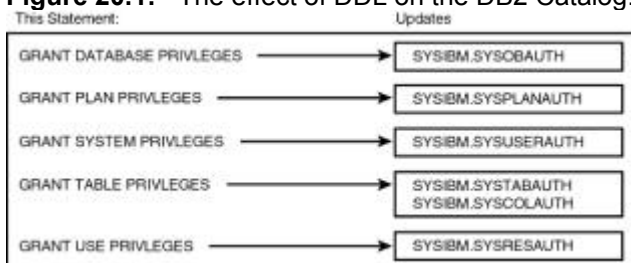 Figure 20.1. The effect of DDL on the DB2 Catalog.
This Statement: Updates
GRANT DATABASE PRIVLEGES SYSIBM.SYSOBAUTH
GRANT PLAN PRIVLEGES SYSIBM.SYSPLANAUTH
GRANT SYSTEM PRIVLEGES SYSIBM.SYSUSERAUTH
GRANT TABLE PRIVLEGES SYSIBM.SYSTABAUTH
SYSIBM.SYSCOLAUTH
GRANT USE PRIVLEGES SYSIBM.SYSRESAUTH